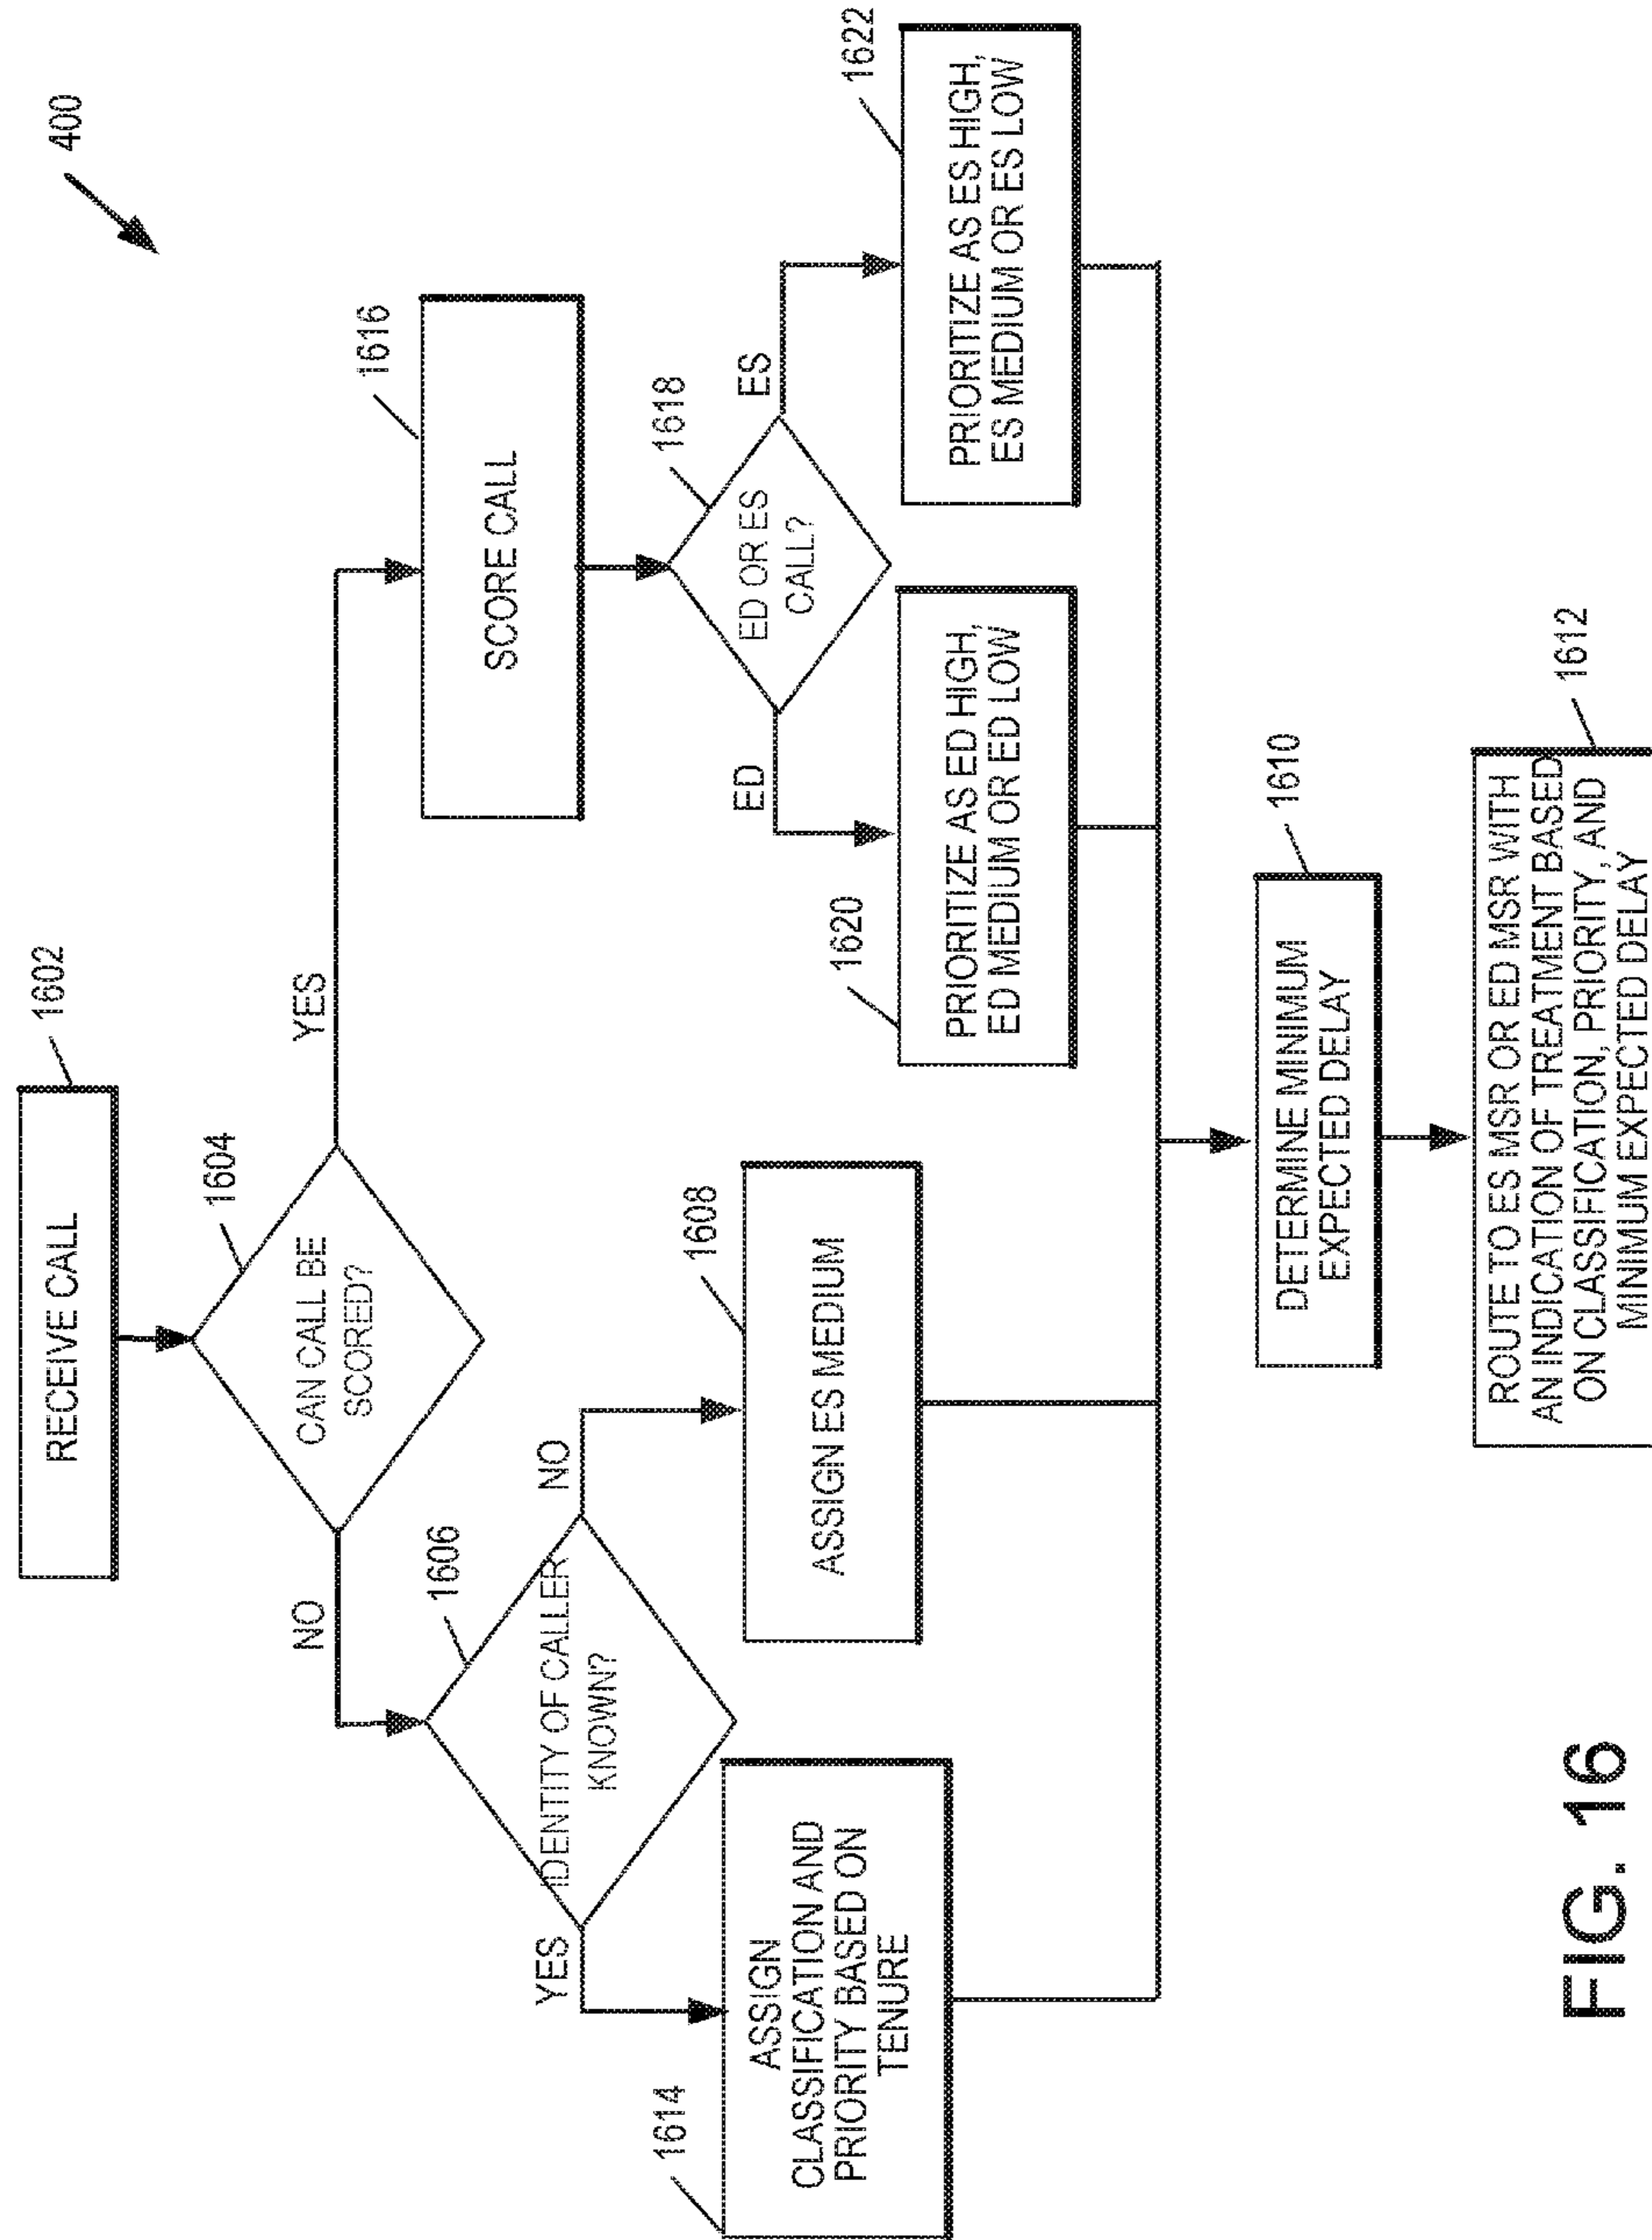 400
RECEIVE CALL
1602
CAN CALL BE
SCORED?
1604
NO
YES
IDENTITY OF CALLER
KNOWN?
1606
YES
NO
SCORE CALL
1616
ED OR ES
CALL?
1618
ED
ES
1614
ASSIGN
CLASSIFICATION AND
PRIORITY BASED ON
TENURE
ASSIGN ES MEDIUM
1608
1620
PRIORITIZE AS ED HIGH,
ED MEDIUM OR ED LOW
PRIORITIZE AS ES HIGH,
ES MEDIUM OR ES LOW
1622
DETERMINE MINIMUM
EXPECTED DELAY
1610
ROUTE TO ES MSR OR ED MSR WITH
AN INDICATION OF TREATMENT BASED
ON CLASSIFICATION, PRIORITY, AND
MINIMUM EXPECTED DELAY
1612
FIG. 16